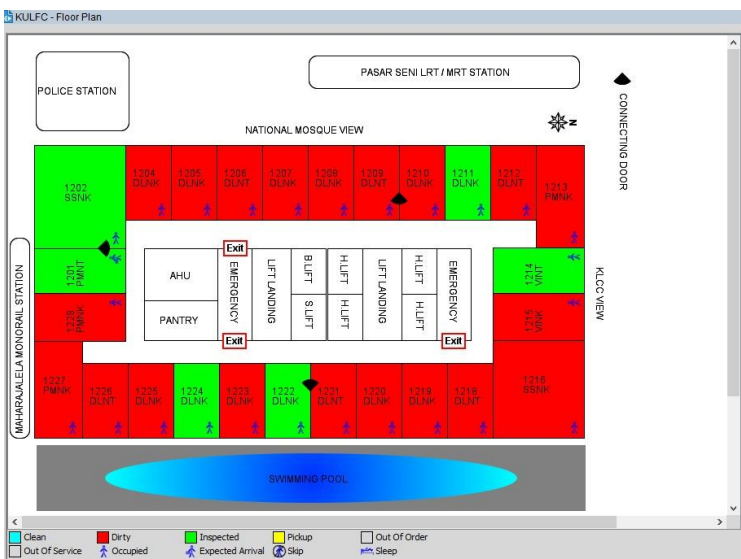 KULFC - Floor Plan
POLICE STATION
PASAR SENI LRT / MRT STATION
CONNECTING DOOR
N
NATIONAL MOSQUE VIEW
1202
SSNK
1204
DLNK
1205
DLNK
1206
DLNT
1207
DLNK
1208
DLNK
1209
DLNT
1210
DLNK
1211
DLNK
1212
DLNT
1213
PMNK
1201
PMNT
1228
PMNK
MAHARAJALELA MONORAIL STATION
AHU
PANTRY
Exit
EMERGENCY
Exit
LIFT LANDING
B.LIFT
S.LIFT
H.LIFT
H.LIFT
LIFT LANDING
H.LIFT
H.LIFT
EMERGENCY
Exit
1214
VINT
1215
VINK
KLCC VIEW
1227
PMNK
1226
DLNT
1225
DLNK
1224
DLNK
1223
DLNT
1222
DLNK
1221
DLNT
1220
DLNK
1219
DLNK
1218
DLNT
1216
SSNK
SWIMMING POOL
Clean
Dirty
Inspected
Pickup
Out Of Order
Out Of Service
Occupied
Expected Arrival
Skip
Sleep